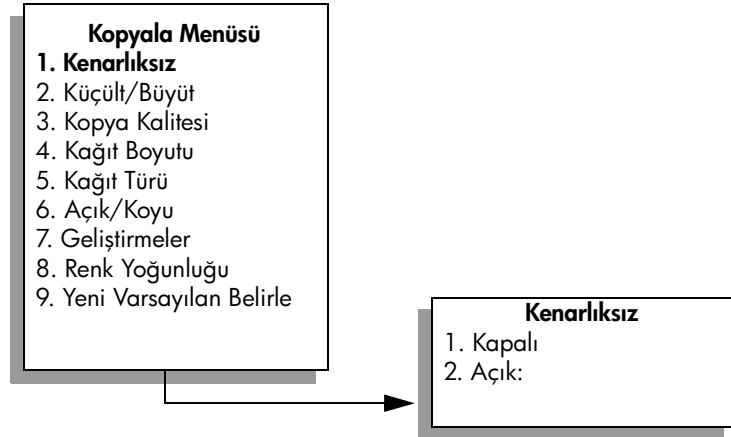 Kopyala Menüsü
1. Kenarlıksız
2. Küçült/Büyüt
3. Kopya Kalitesi
4. Kağıt Boyutu
5. Kağıt Türü
6. Açık/Koyu
7. Geliştirmeler
8. Renk Yoğunluğu
9. Yeni Varsayılan Belirle
Kenarlıksız
1. Kapalı
2. Açık: